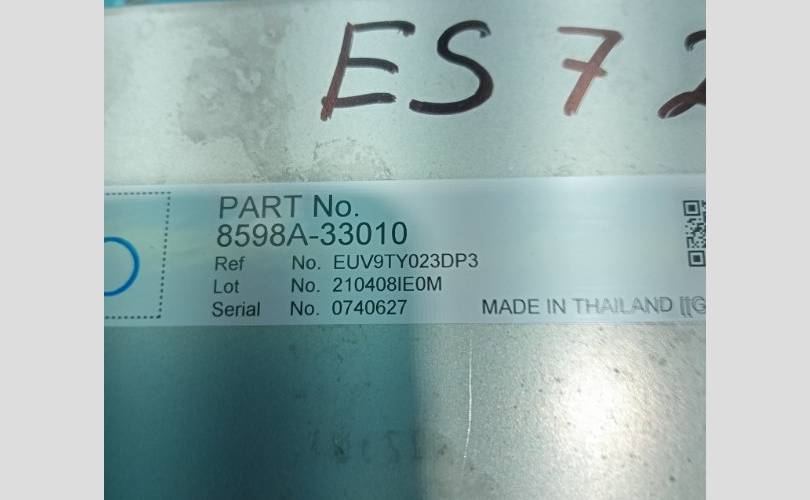 ES 7
PART No.
8598A-33010
Ref No. EUV9TY023DP3
Lot No. 210408IE0M
Serial No. 0740627
MADE IN THAILAND